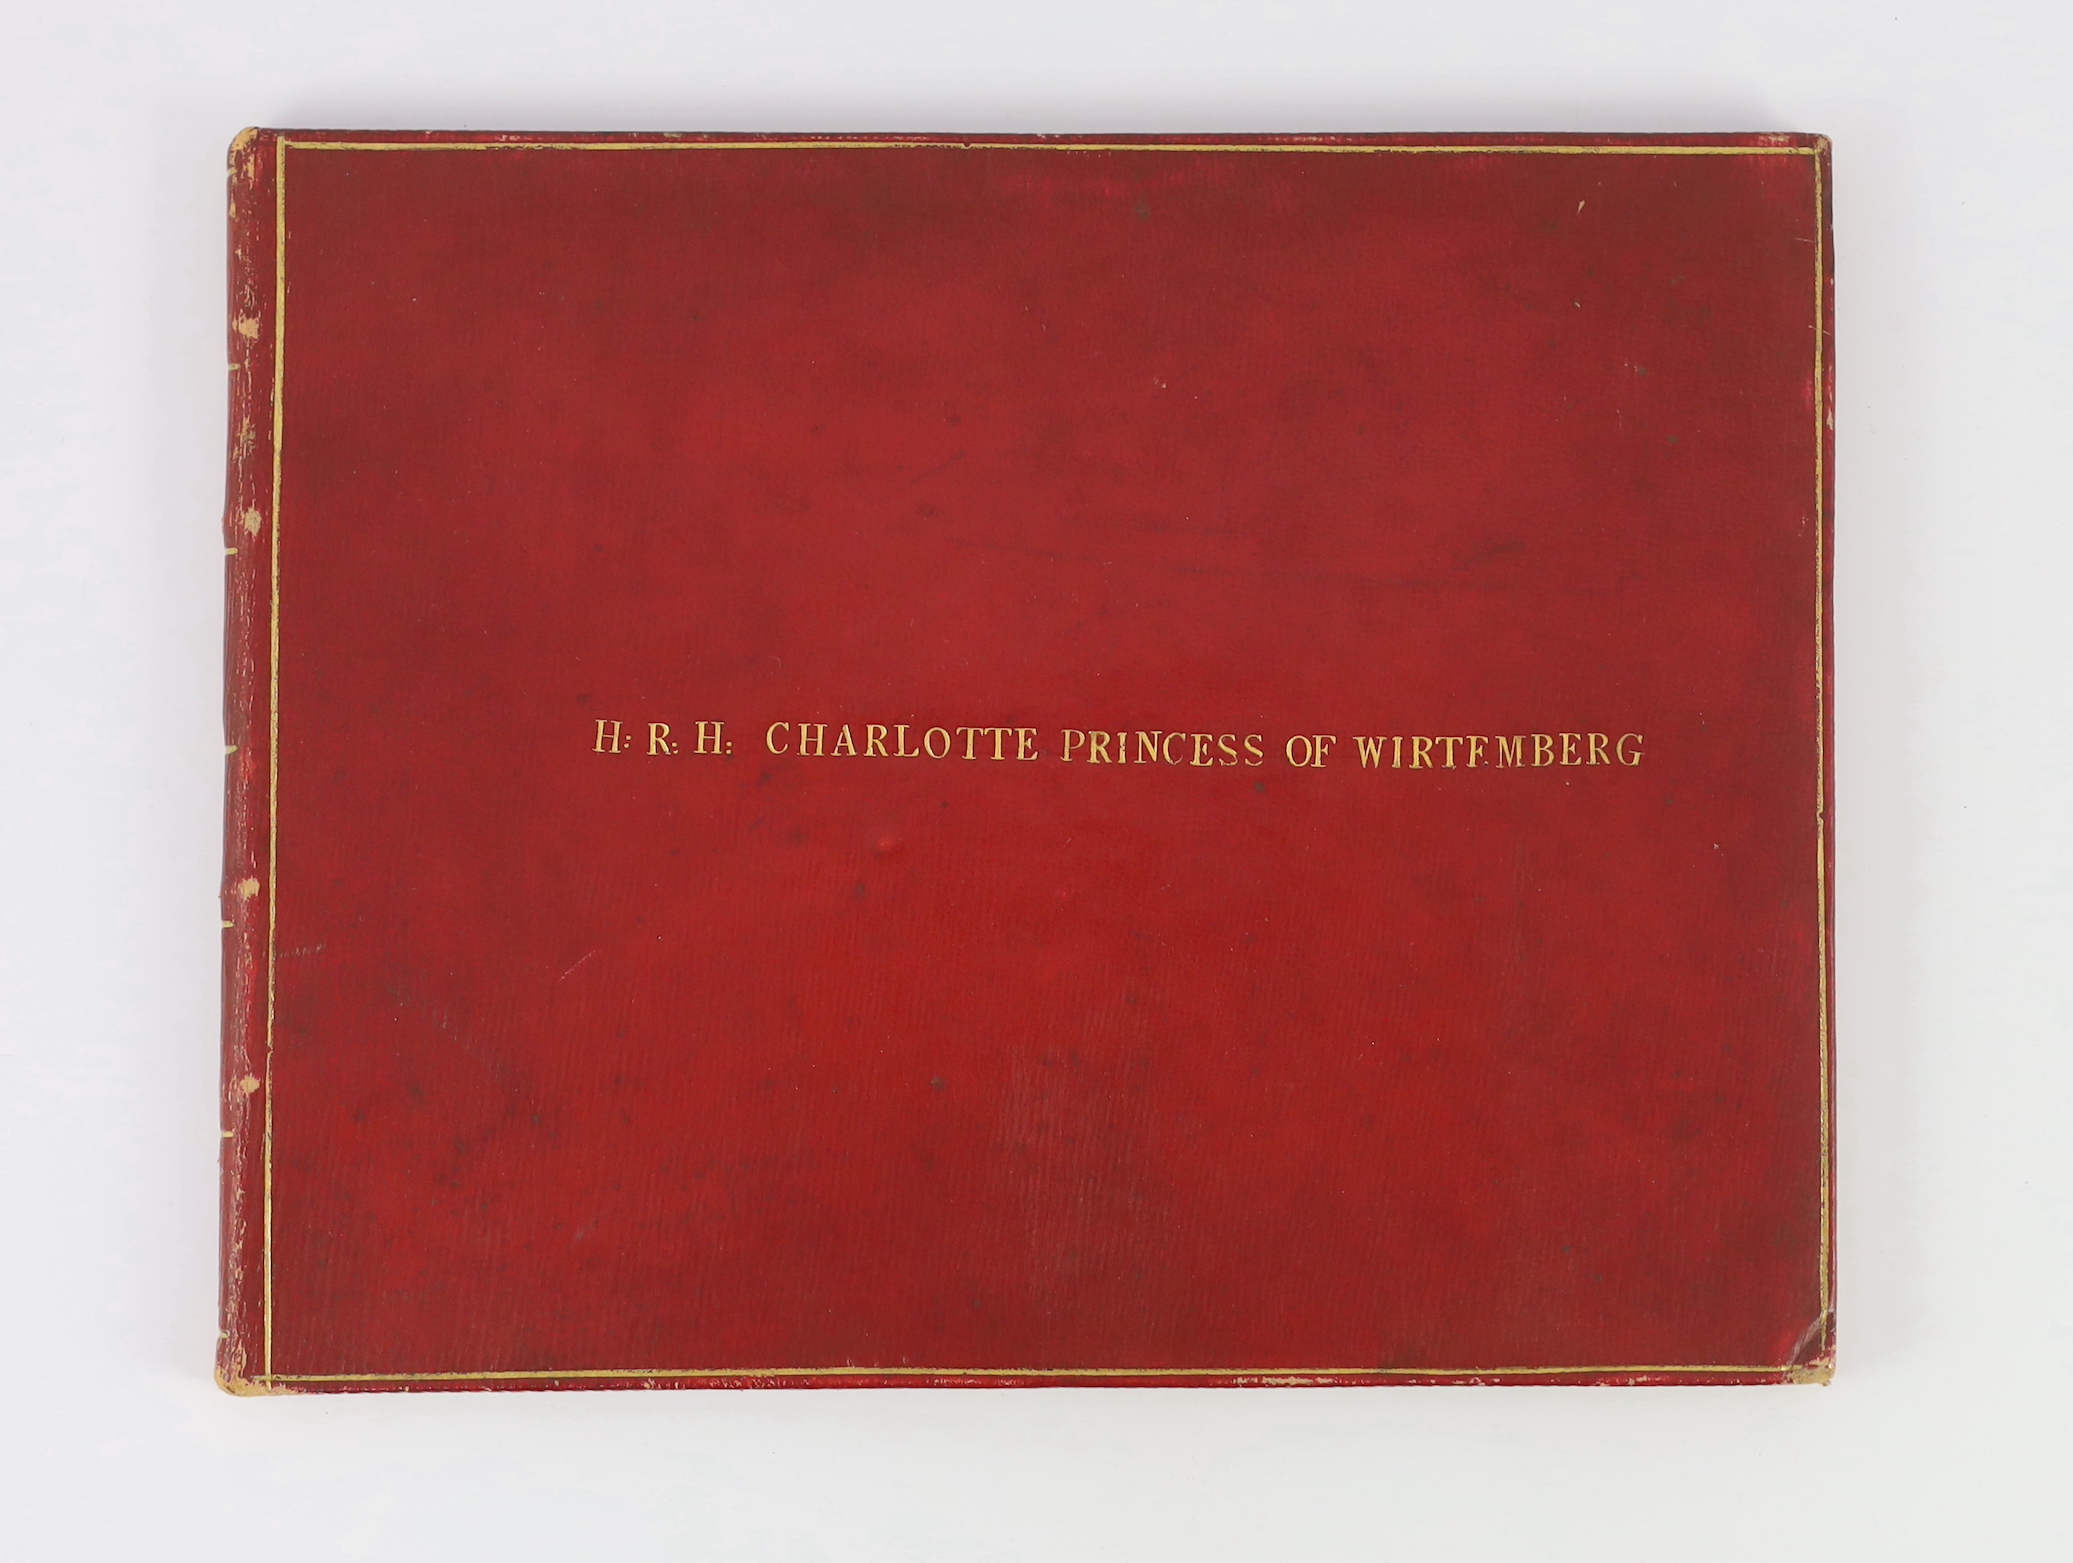 H: R: H: CHARLOTTE PRINCESS OF WIRTEMBERG